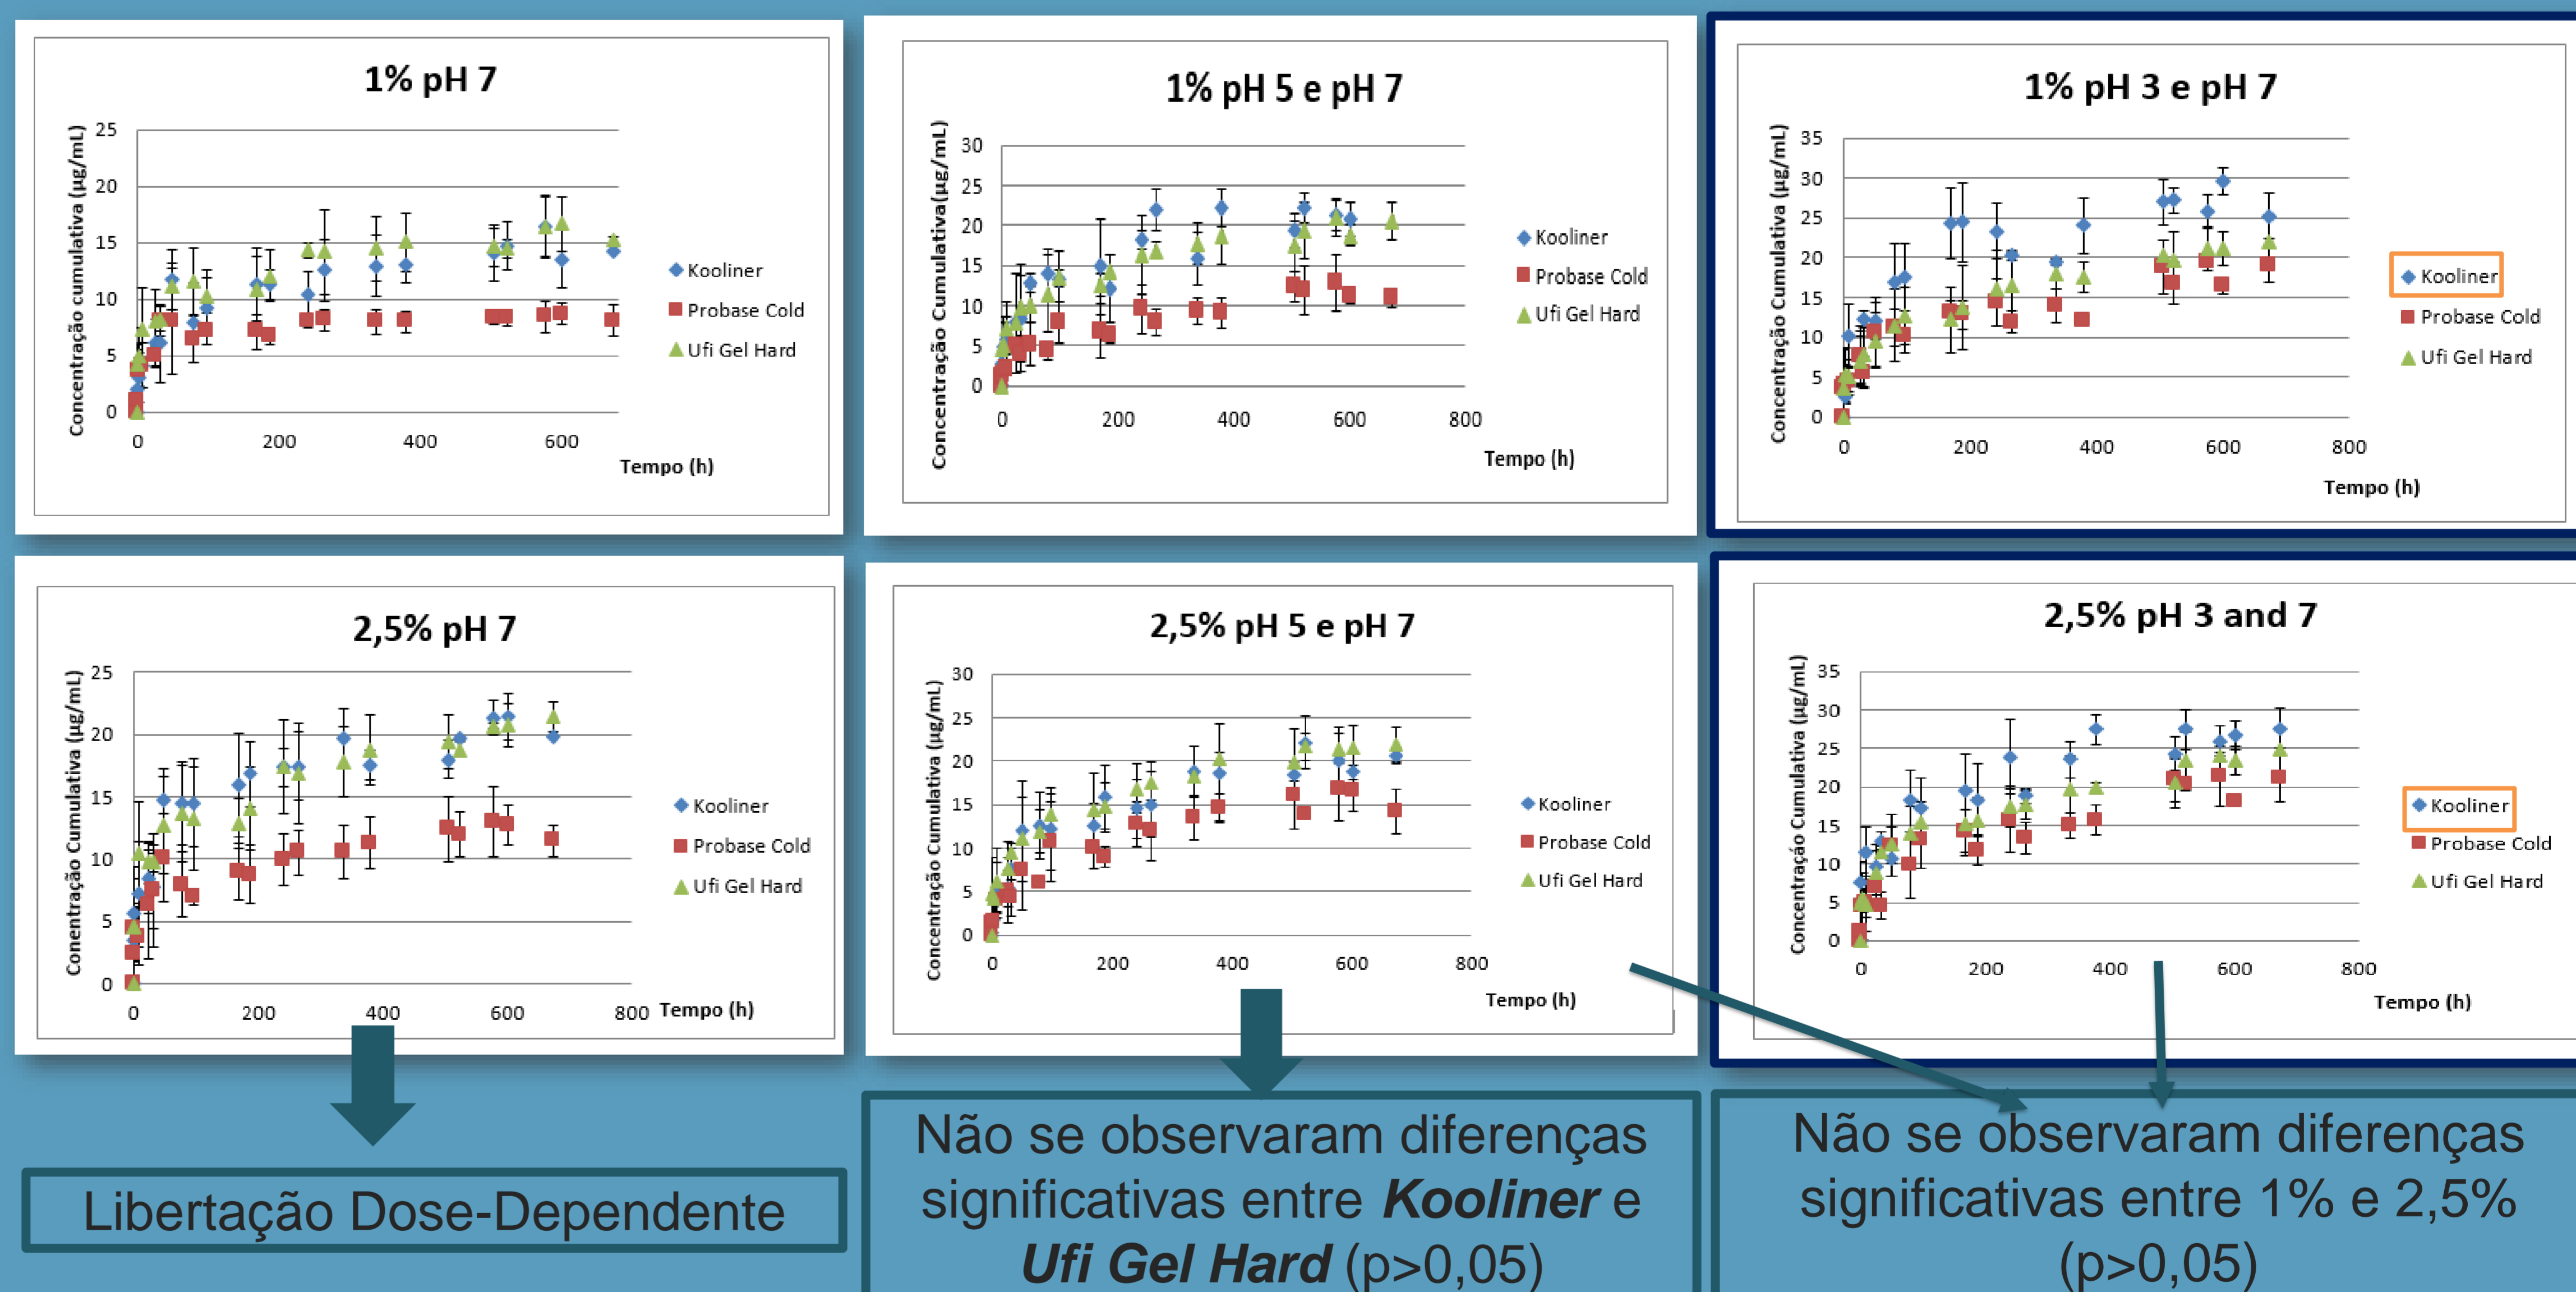 1% pH 7
Concentração cumulativa (µg/mL)
25
20
15
10
5
0
0 200 400 600
Tempo (h)
Kooliner
Probase Cold
Ufi Gel Hard
1% pH 5 e pH 7
Concentração Cumulativa(µg/mL)
30
25
20
15
10
5
0
0 200 400 600 800
Tempo (h)
Kooliner
Probase Cold
Ufi Gel Hard
1% pH 3 e pH 7
Concentração Cumulativa (µg/mL)
35
30
25
20
15
10
5
0
0 200 400 600 800
Tempo (h)
Kooliner
Probase Cold
Ufi Gel Hard
2,5% pH 7
Conentração Cumulativa (µg/mL)
25
20
15
10
5
0
0 200 400 600 800 Tempo (h)
Kooliner
Probase Cold
Ufi Gel Hard
2,5% pH 5 e pH 7
Concentração Cumulativa (µg/mL)
30
25
20
15
10
5
0
0 200 400 600 800
Tempo (h)
Kooliner
Probase Cold
Ufi Gel Hard
2,5% pH 3 and 7
Concentração Cumulativa (µg/mL)
35
30
25
20
15
10
5
0
0 200 400 600 800
Tempo (h)
Kooliner
Probase Cold
Ufi Gel Hard
Libertação Dose-Dependente
Não se observaram diferenças
significativas entre Kooliner e
Ufi Gel Hard (p>0,05)
Não se observaram diferenças
significativas entre 1% e 2,5%
(p>0,05)